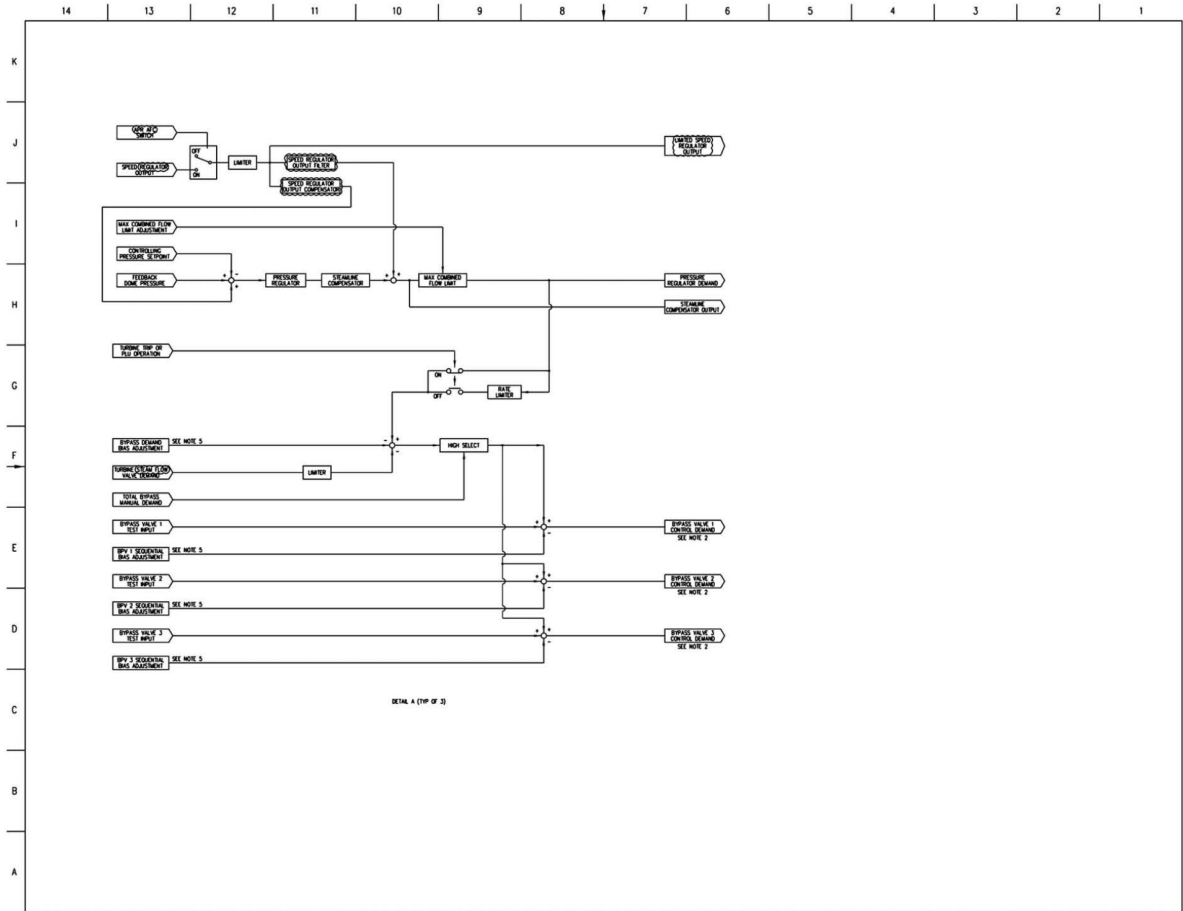 14 13 12 11 10 9 8 7 6 5 4 3 2 1
K
J
I
H
G
F
E
D
C
B
A
(APR AFC)
SWITCH
SPEED(REGULATOR)
OUTPUT
OFF
ON
LIMITER
(SPEED REGULATOR
OUTPUT FILTER)
(SPEED REGULATOR
OUTPUT COMPENSATOR)
(LIMITED SPEED)
REGULATOR
OUTPUT
MAX COMBINED FLOW
LIMIT ADJUSTMENT
CONTROLLING
PRESSURE SETPOINT
FEEDBACK
DOME PRESSURE
+ - +
PRESSURE
REGULATOR
STEAMLINE
COMPENSATOR
+ +
MAX COMBINED
FLOW LIMIT
PRESSURE
REGULATOR DEMAND
STEAMLINE
COMPENSATOR OUTPUT
TURBINE TRIP OR
PLU OPERATION
ON
OFF
RATE
LIMITER
BYPASS DEMAND
BIAS ADJUSTMENT
SEE NOTE 5
- + -
HIGH SELECT
TURBINE(STEAM FLOW)
VALVE DEMAND
LIMITER
TOTAL BYPASS
MANUAL DEMAND
BYPASS VALVE 1
TEST INPUT
+ + -
BYPASS VALVE 1
CONTROL DEMAND
SEE NOTE 2
BPV 1 SEQUENTIAL
BIAS ADJUSTMENT
SEE NOTE 5
BYPASS VALVE 2
TEST INPUT
+ + -
BYPASS VALVE 2
CONTROL DEMAND
SEE NOTE 2
BPV 2 SEQUENTIAL
BIAS ADJUSTMENT
SEE NOTE 5
BYPASS VALVE 3
TEST INPUT
+ + -
BYPASS VALVE 3
CONTROL DEMAND
SEE NOTE 2
BPV 3 SEQUENTIAL
BIAS ADJUSTMENT
SEE NOTE 5
DETAIL A (TYP OF 3)